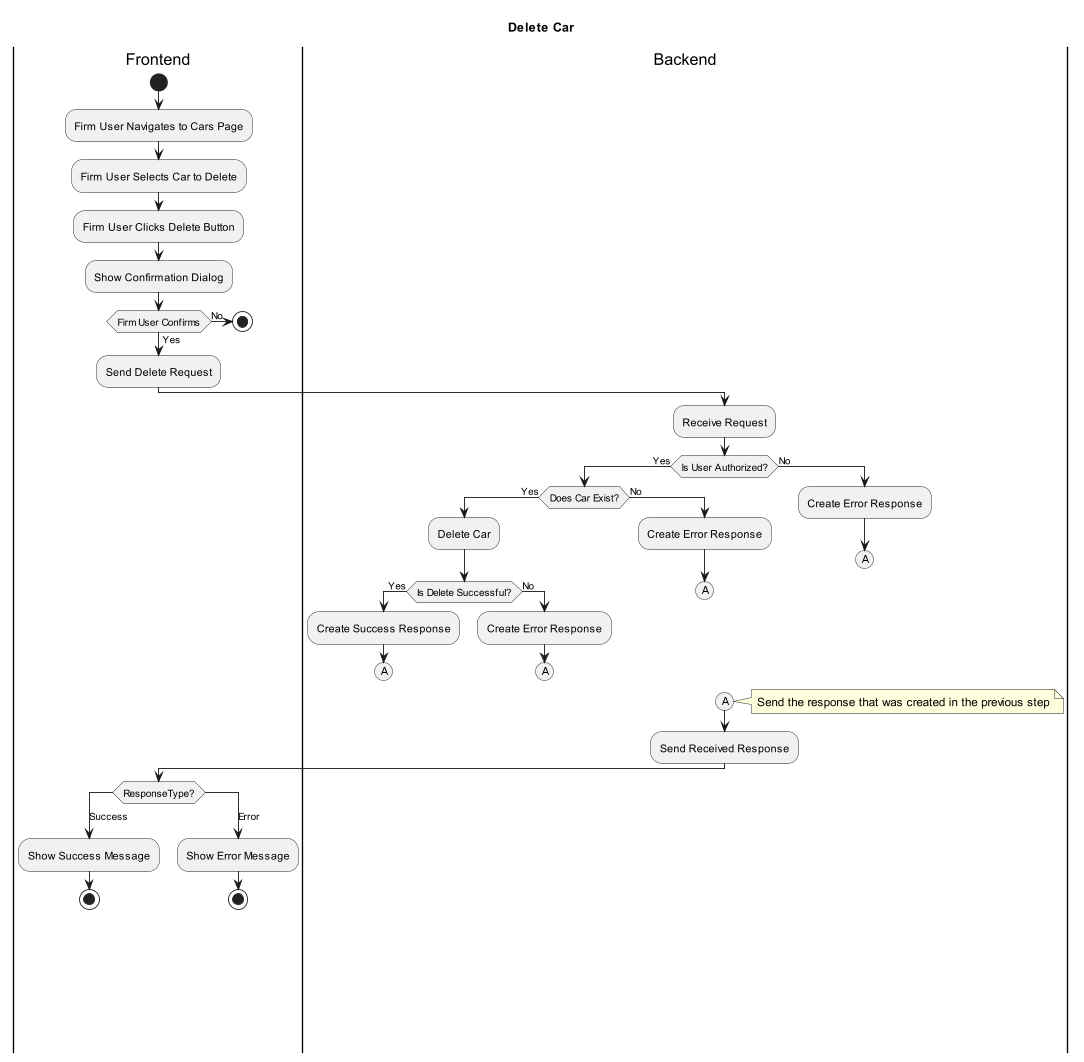 Delete Car
Frontend
Backend
Firm User Navigates to Cars Page
Firm User Selects Car to Delete
Firm User Clicks Delete Button
Show Confirmation Dialog
Firm User Confirms
No
Yes
Send Delete Request
Receive Request
Yes
Is User Authorized?
No
Yes
Does Car Exist?
No
Create Error Response
Delete Car
Create Error Response
A
Yes
Is Delete Successful?
No
A
Create Success Response
Create Error Response
A
A
A
Send the response that was created in the previous step
Send Received Response
ResponseType?
Success
Error
Show Success Message
Show Error Message